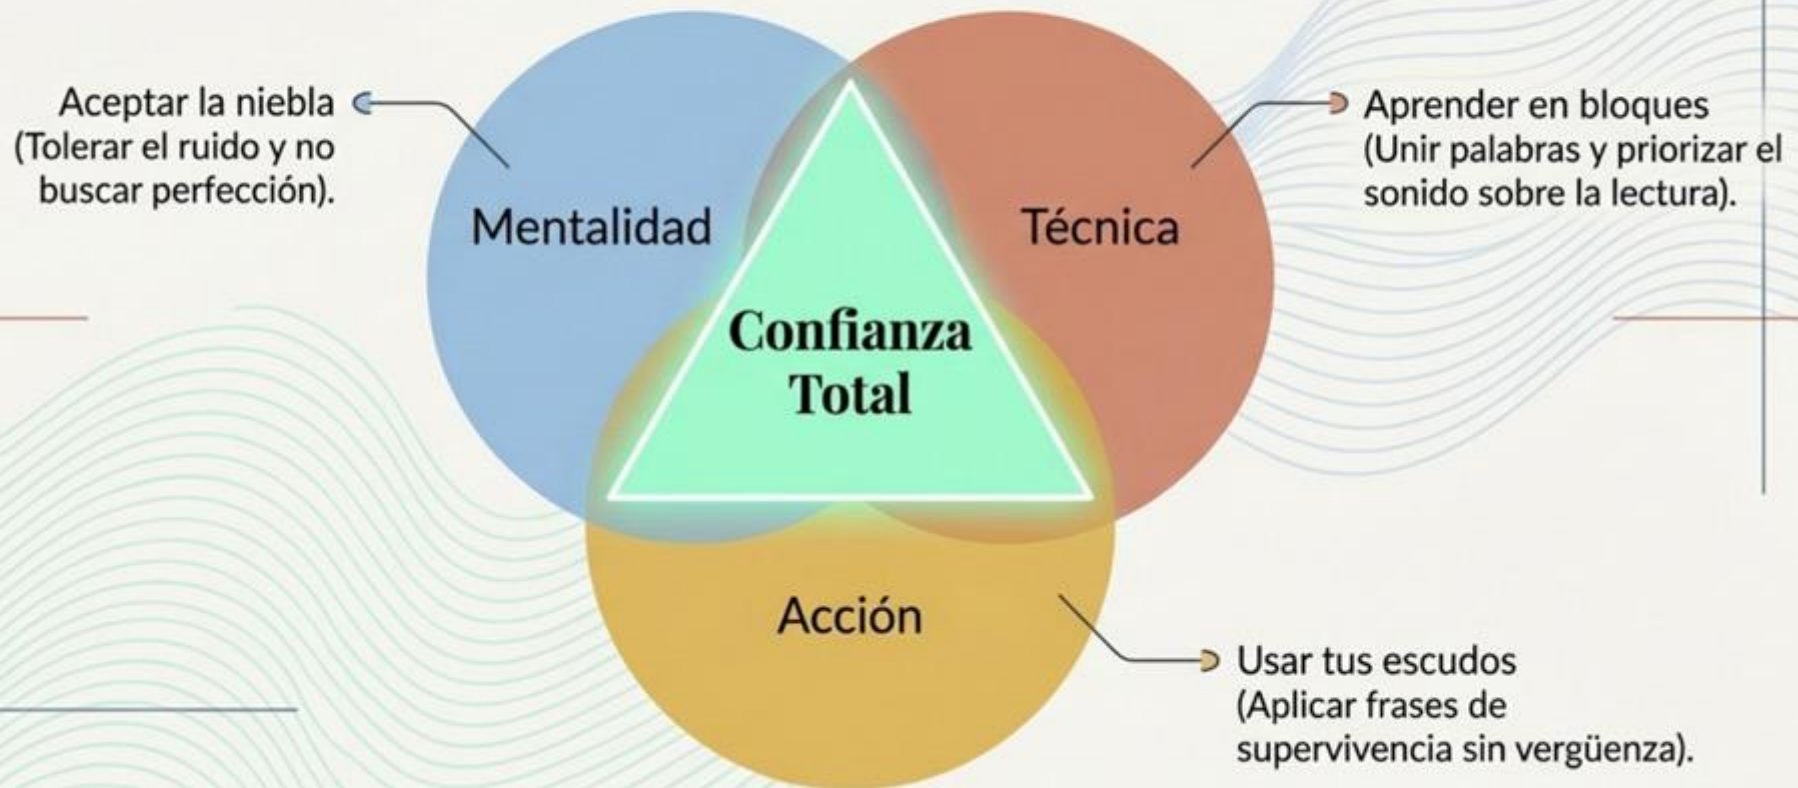 Aceptar la niebla
(Tolerar el ruido y no
buscar perfección).
Mentalidad
Técnica
Aprender en bloques
(Unir palabras y priorizar el
sonido sobre la lectura).
Confianza
Total
Acción
Usar tus escudos
(Aplicar frases de
supervivencia sin vergüenza).